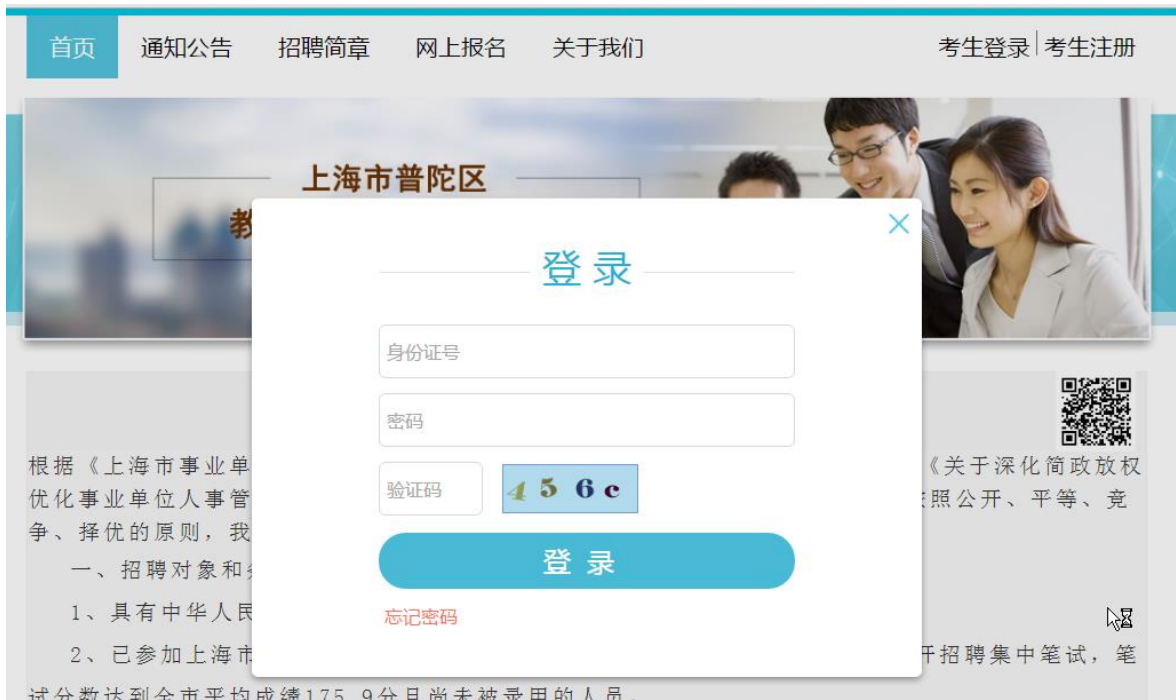 首页 通知公告 招聘简章 网上报名 关于我们 考生登录 考生注册
上海市普陀区
教
登录
身份证号
密码
验证码 456c
登录
忘记密码
根据《上海市事业单 《关于深化简政放权
优化事业单位人事管 照公开、平等、竞
争、择优的原则，我
一、招聘对象和
1、具有中华人民
2、已参加上海市 开招聘集中笔试，笔
试分数达到全市平均成绩175.9分且尚未被录用的人员。